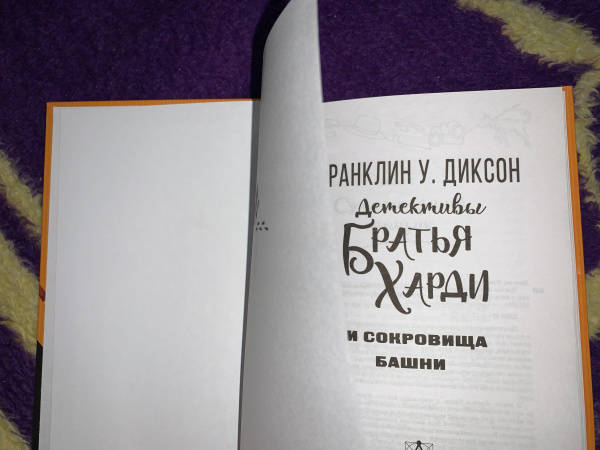 РАНКЛИН У. ДИКСОН
Детективы
БРАТЬЯ
ХАРДИ
И СОКРОВИЩА
БАШНИ